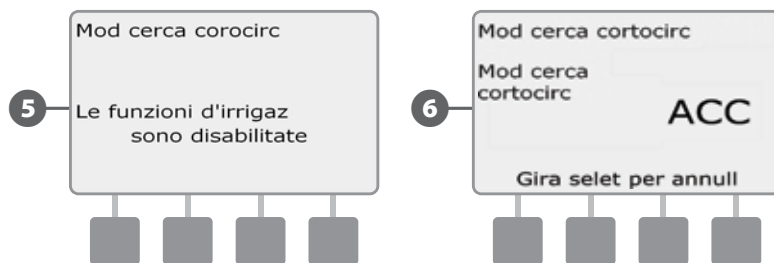 Mod cerca corocirc
5
Le funzioni d'irrigaz
sono disabilitate
Mod cerca cortocirc
6
Mod cerca
cortocirc
ACC
Gira selet per annull